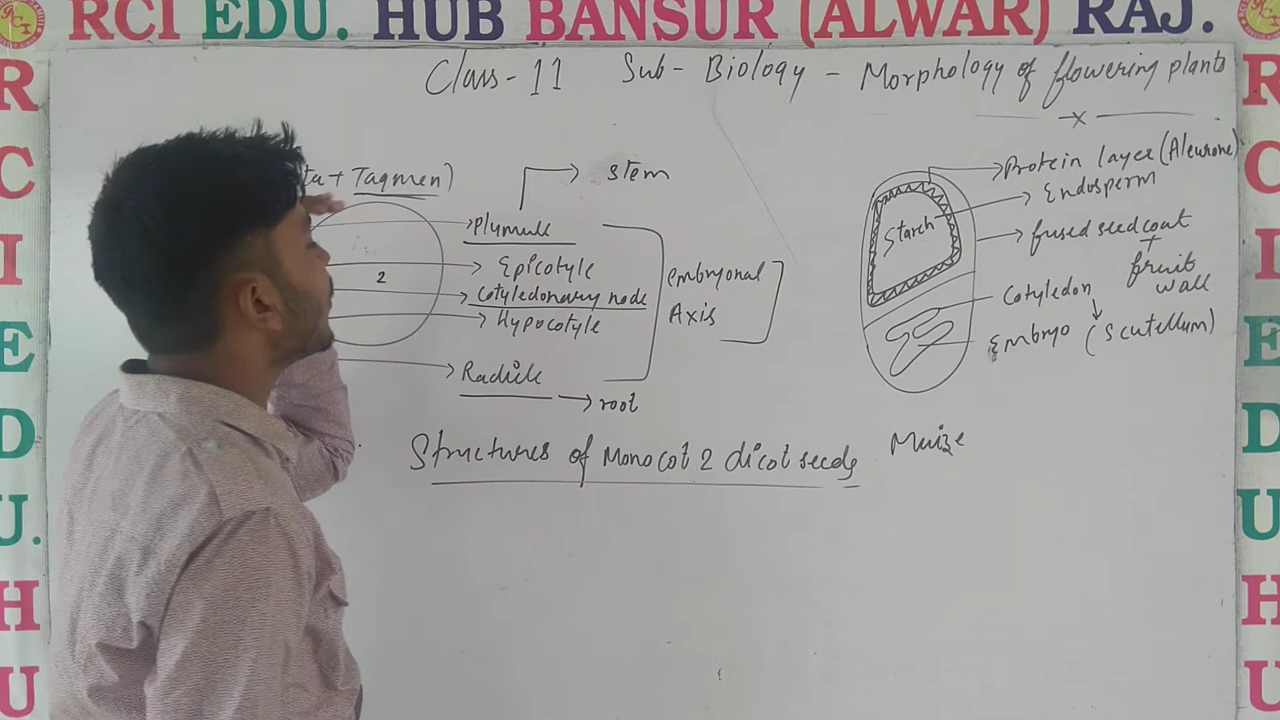 RCI EDU. HUB BANSUR (ALWAR) RAJ.
Class-11 Sub- Biology - Morphology of flowering plants
x
ta + Tagmen)
stem
Plumule
Epicotyle
Cotyledonary node
Hypocotyle
Radicle
root
2
Embryonal
Axis
Starch
Protein layer (Aleurone)
Endosperm
fused seed coat
+
fruit
wall
Cotyledon
Embryo (Scutellum)
Structures of Monocot 2 dicot seeds
Maize
R
C
I
E
D
U.
H
U
R
C
I
E
D
U
H
U